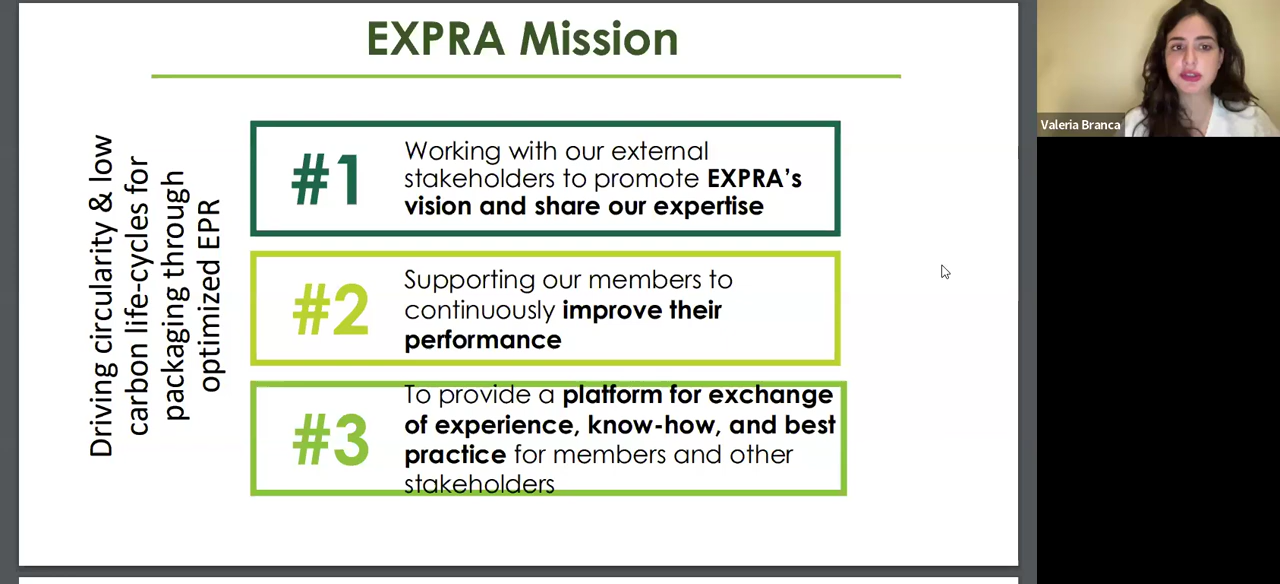 EXPRA Mission
Driving circularity & low
carbon life-cycles for
packaging through
optimized EPR
#1
Working with our external
stakeholders to promote EXPRA’s
vision and share our expertise
#2
Supporting our members to
continuously improve their
performance
#3
To provide a platform for exchange
of experience, know-how, and best
practice for members and other
stakeholders
Valeria Branca